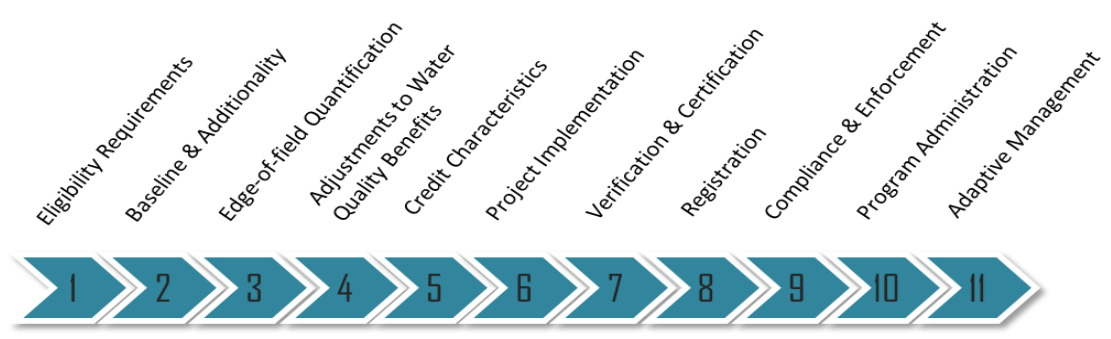 Eligibility Requirements
Baseline & Additionality
Edge-of-field Quantification
Adjustments to Water
Quality Benefits
Credit Characteristics
Project Implementation
Verification & Certification
Registration
Compliance & Enforcement
Program Administration
Adaptive Management
1
2
3
4
5
6
7
8
9
10
11